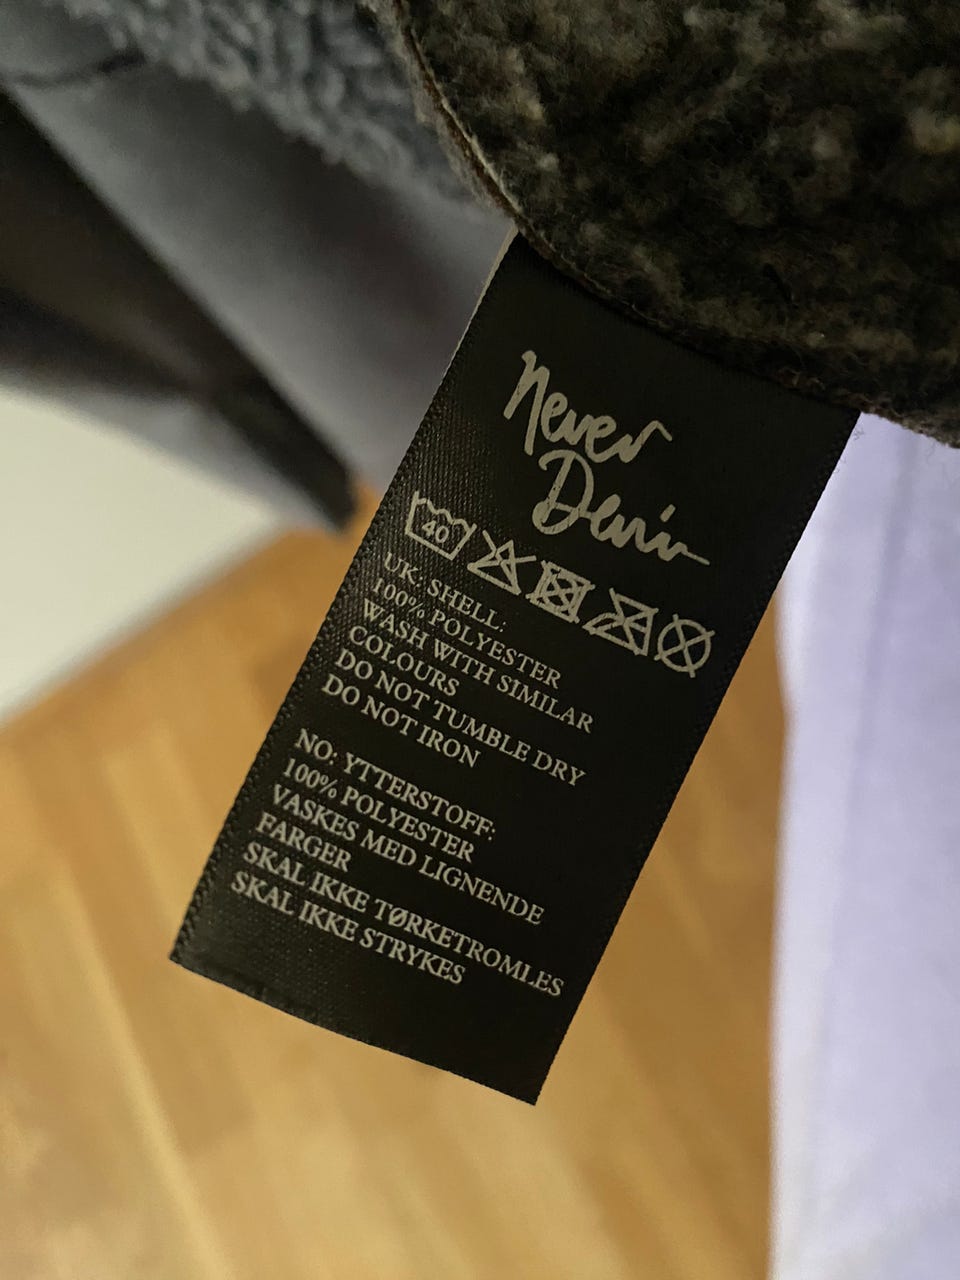 Never
Denim
40
UK: SHELL:
100% POLYESTER
WASH WITH SIMILAR
COLOURS
DO NOT TUMBLE DRY
DO NOT IRON
NO: YTTERSTOFF:
100% POLYESTER
VASKES MED LIGNENDE
FARGER
SKAL IKKE TØRKETROMLES
SKAL IKKE STRYKES